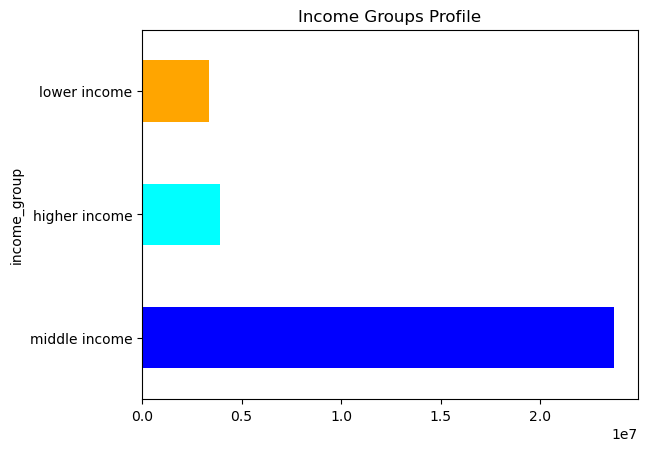 Income Groups Profile
lower income
higher income
middle income
income_group
0.0 0.5 1.0 1.5 2.0
1e7